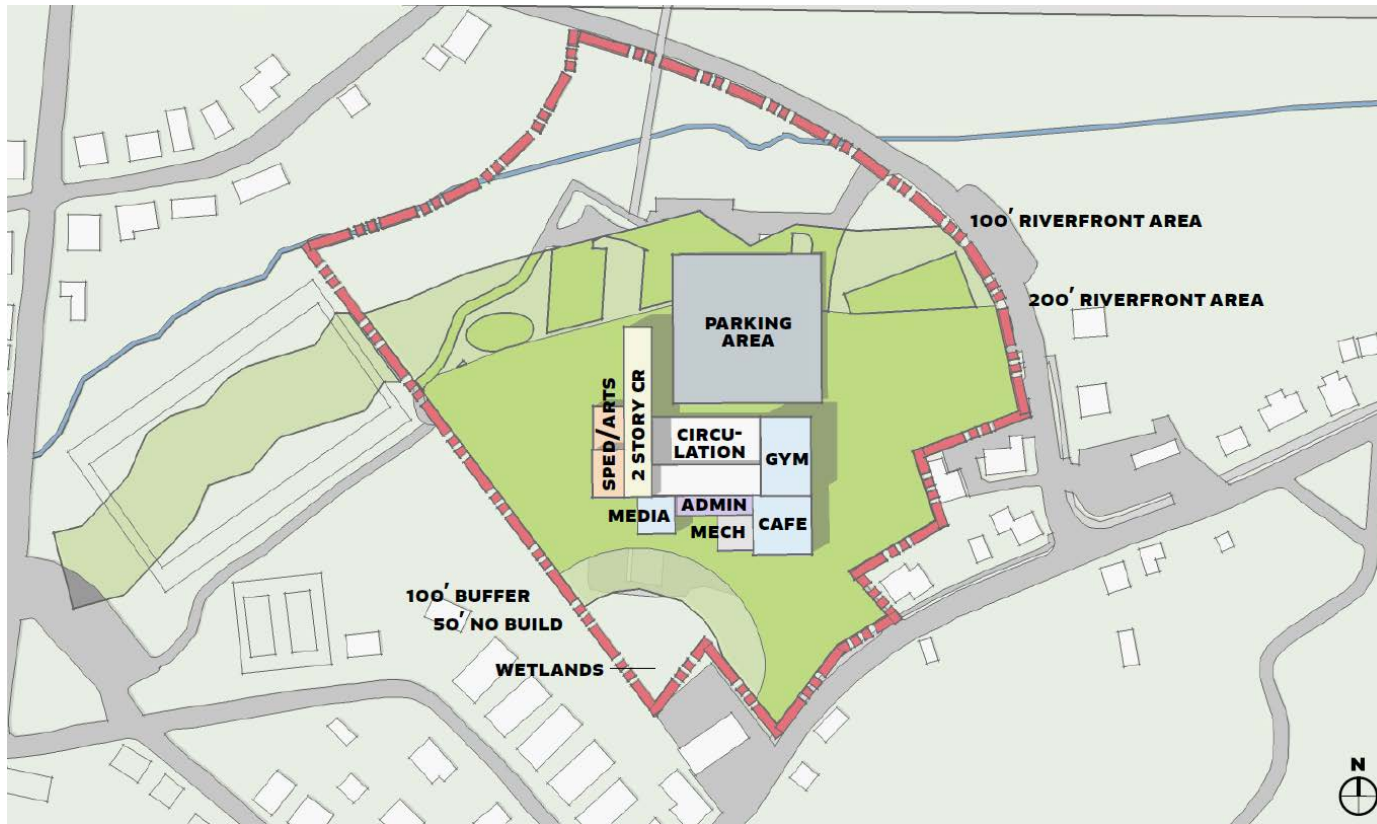 100' RIVERFRONT AREA
200' RIVERFRONT AREA
PARKING
AREA
SPED/ARTS
2 STORY CR
CIRCU-
LATION
GYM
MEDIA
ADMIN
MECH
CAFE
100' BUFFER
50' NO BUILD
WETLANDS
N